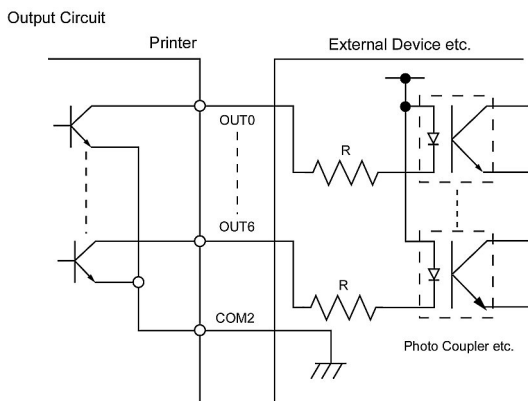 Output Circuit
Printer
External Device etc.
OUT0
R
OUT6
R
COM2
Photo Coupler etc.